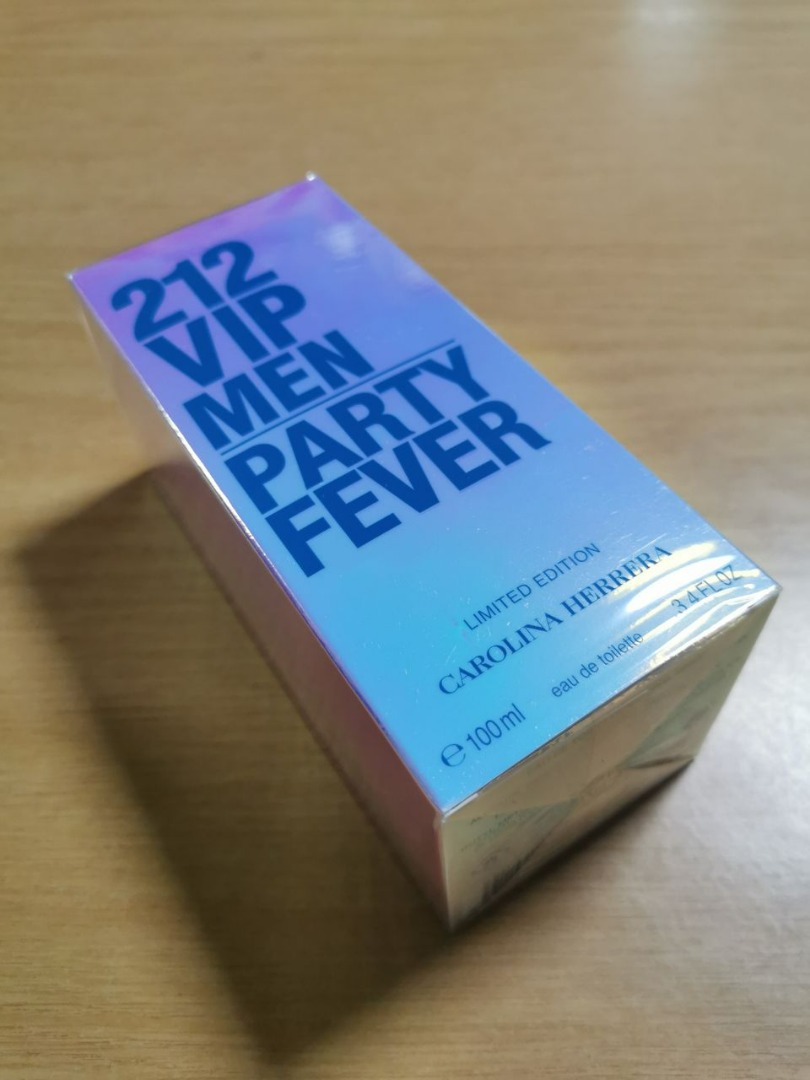 212
VIP
MEN
PARTY
FEVER
LIMITED EDITION
CAROLINA HERRERA
℮ 100ml eau de toilette 3.4 FL OZ